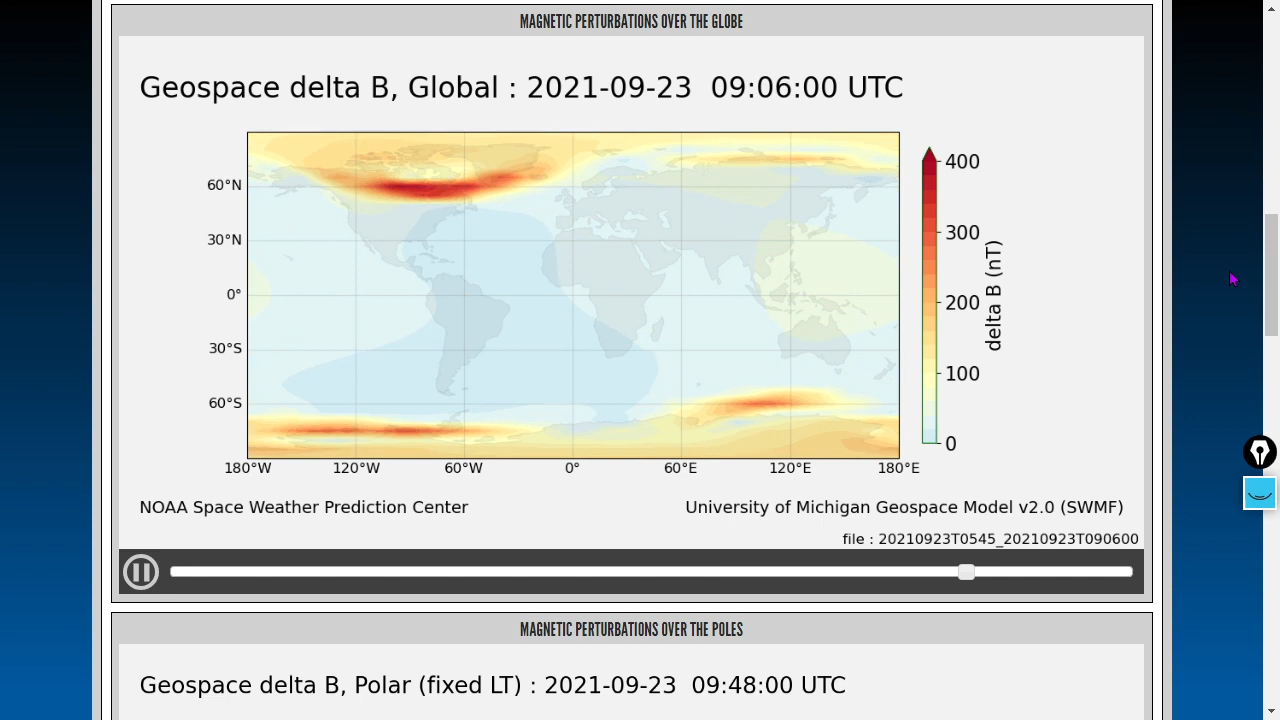 MAGNETIC PERTURBATIONS OVER THE GLOBE
Geospace delta B, Global : 2021-09-23  09:06:00 UTC
60°N
30°N
0°
30°S
60°S
180°W
120°W
60°W
0°
60°E
120°E
180°E
400
300
200
100
0
delta B (nT)
NOAA Space Weather Prediction Center
University of Michigan Geospace Model v2.0 (SWMF)
file : 20210923T0545_20210923T090600
MAGNETIC PERTURBATIONS OVER THE POLES
Geospace delta B, Polar (fixed LT) : 2021-09-23  09:48:00 UTC